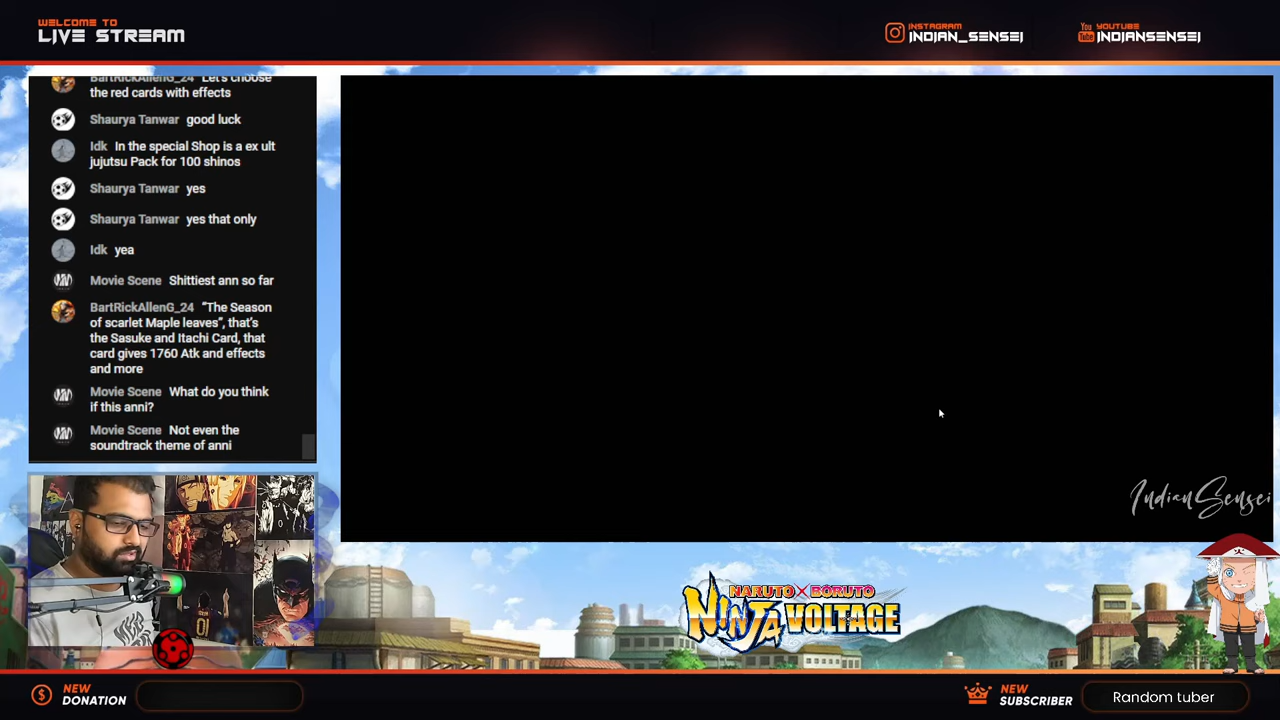 WELCOME TO
LIVE STREAM
INSTAGRAM
INDIAN_SENSEI
You
Tube
YOUTUBE
INDIANSENSEI
BartRickAllenG_24 Let's choose
the red cards with effects
Shaurya Tanwar good luck
Idk In the special Shop is a ex ult
jujutsu Pack for 100 shinos
Shaurya Tanwar yes
Shaurya Tanwar yes that only
Idk yea
Movie Scene Shittiest ann so far
BartRickAllenG_24 “The Season
of scarlet Maple leaves”, that’s
the Sasuke and Itachi Card, that
card gives 1760 Atk and effects
and more
Movie Scene What do you think
if this anni?
Movie Scene Not even the
soundtrack theme of anni
IndianSensei
NARUTO X BORUTO
NINJA VOLTAGE
$ NEW
DONATION
NEW
SUBSCRIBER
Random tuber